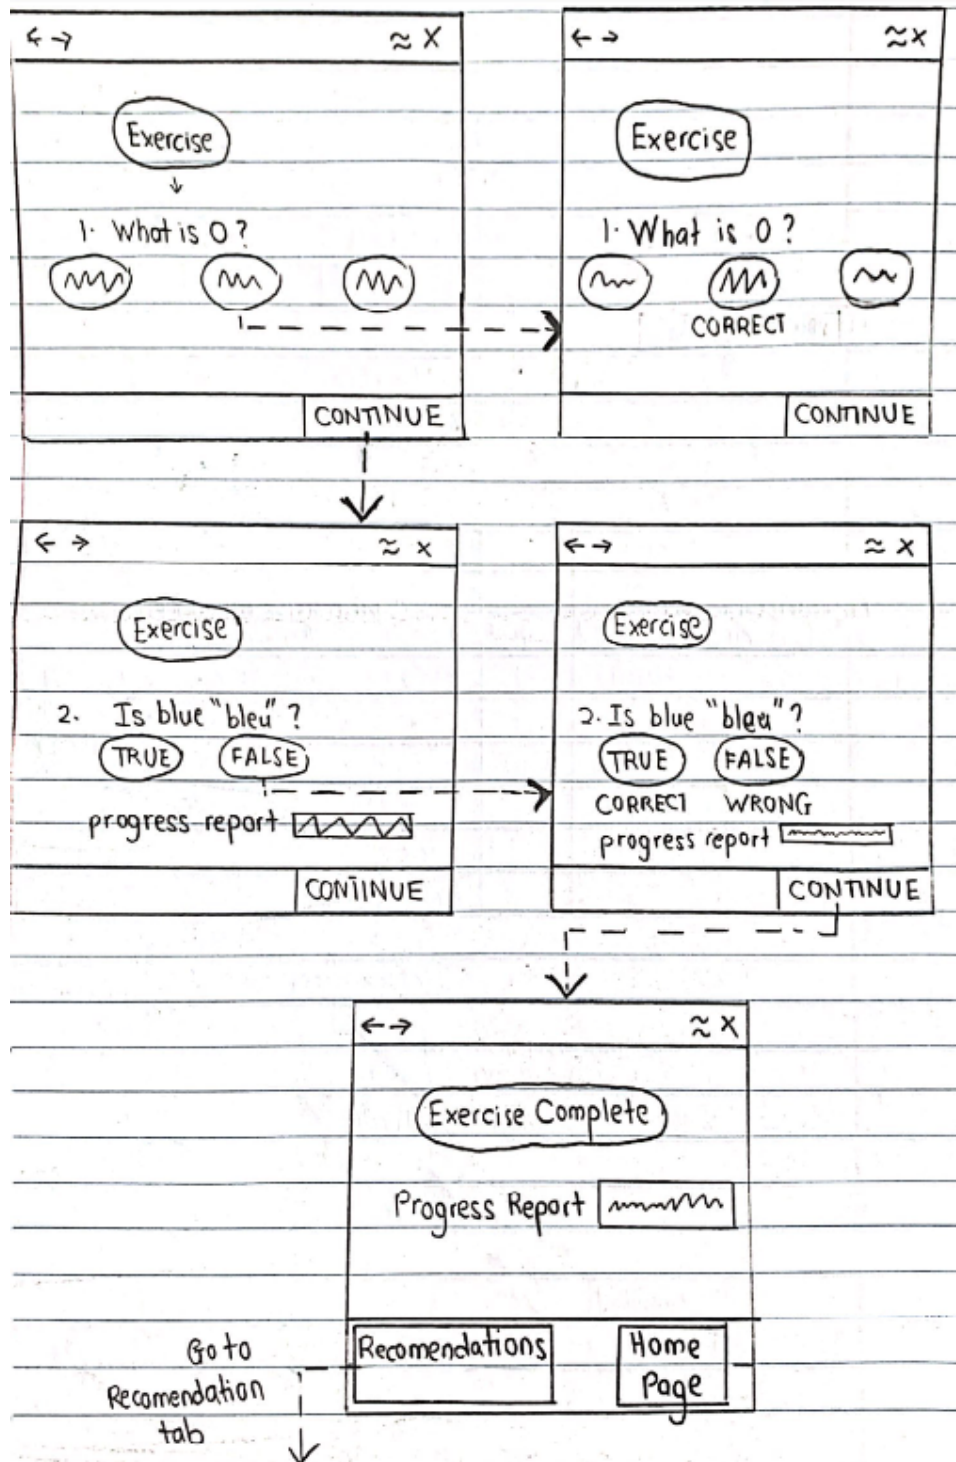 Exercise
1. What is O?
CONTINUE
Exercise
1. What is O?
CORRECT
CONTINUE
Exercise
2. Is blue "bleu"?
TRUE FALSE
progress report
CONTINUE
Exercise
2. Is blue "bleu"?
TRUE FALSE
CORRECT WRONG
progress report
CONTINUE
Exercise Complete
Progress Report
Recomendations
Home
Page
Go to
Recomendation
tab